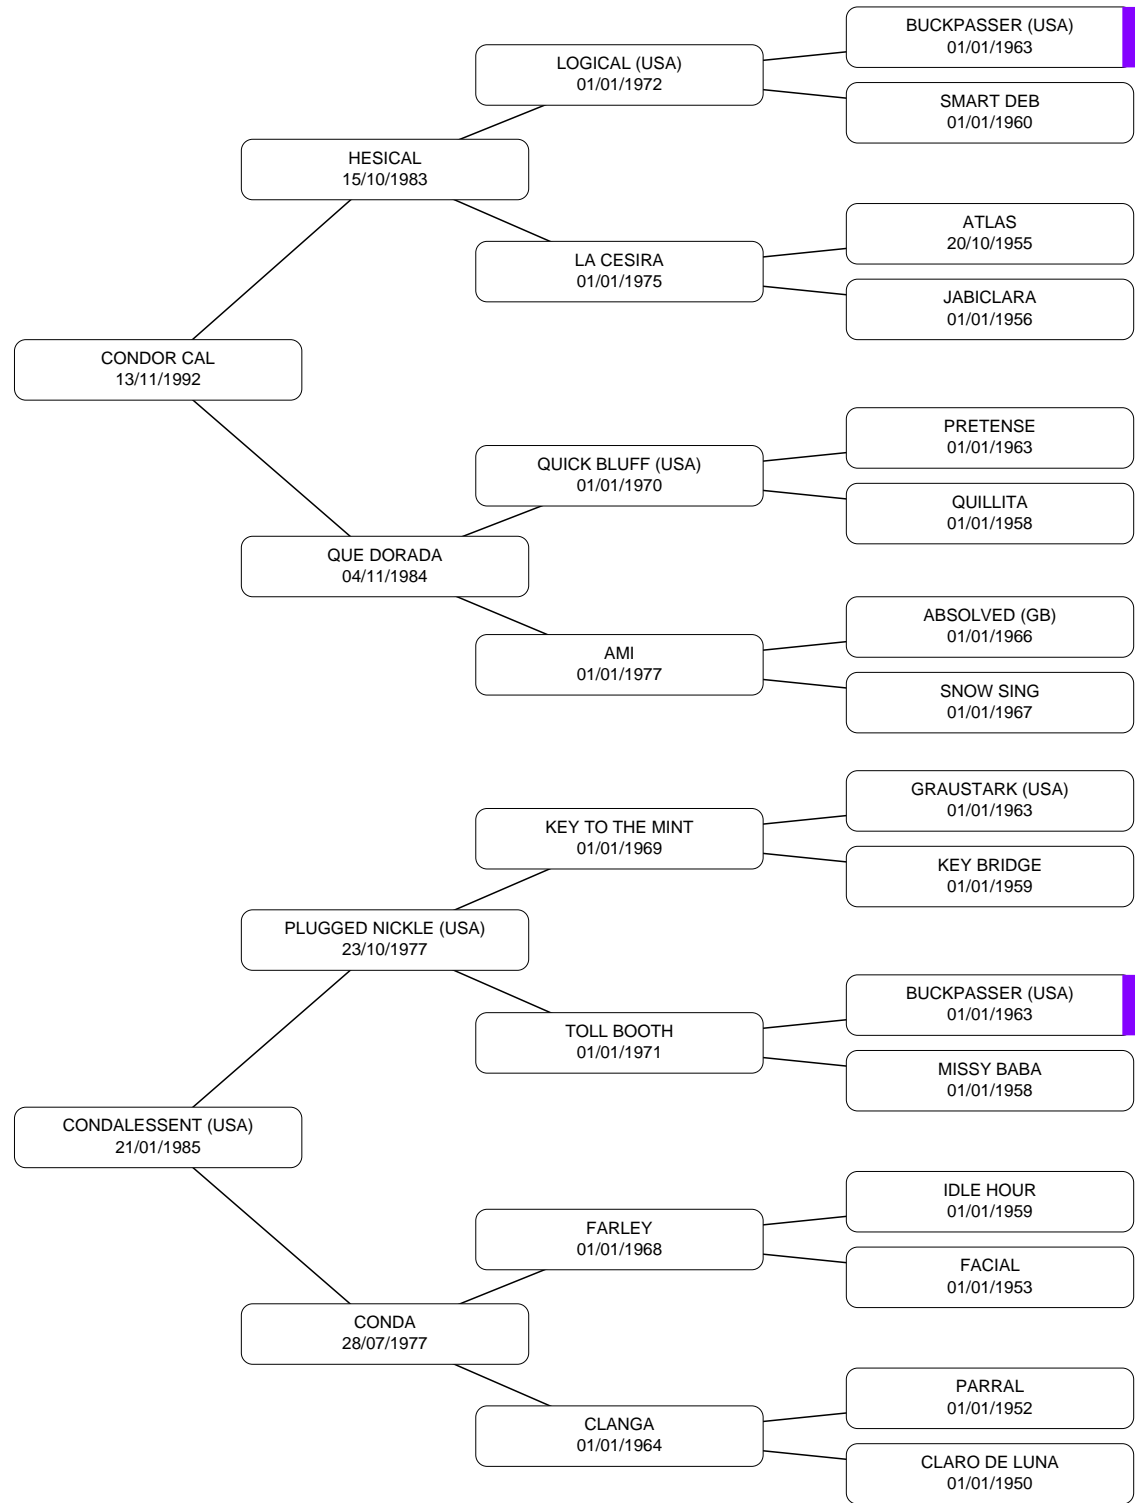 BUCKPASSER (USA)
01/01/1963
LOGICAL (USA)
01/01/1972
SMART DEB
01/01/1960
HESICAL
15/10/1983
ATLAS
20/10/1955
LA CESIRA
01/01/1975
JABICLARA
01/01/1956
CONDOR CAL
13/11/1992
PRETENSE
01/01/1963
QUICK BLUFF (USA)
01/01/1970
QUILLITA
01/01/1958
QUE DORADA
04/11/1984
ABSOLVED (GB)
01/01/1966
AMI
01/01/1977
SNOW SING
01/01/1967
GRAUSTARK (USA)
01/01/1963
KEY TO THE MINT
01/01/1969
KEY BRIDGE
01/01/1959
PLUGGED NICKLE (USA)
23/10/1977
BUCKPASSER (USA)
01/01/1963
TOLL BOOTH
01/01/1971
MISSY BABA
01/01/1958
CONDALESSENT (USA)
21/01/1985
IDLE HOUR
01/01/1959
FARLEY
01/01/1968
FACIAL
01/01/1953
CONDA
28/07/1977
PARRAL
01/01/1952
CLANGA
01/01/1964
CLARO DE LUNA
01/01/1950